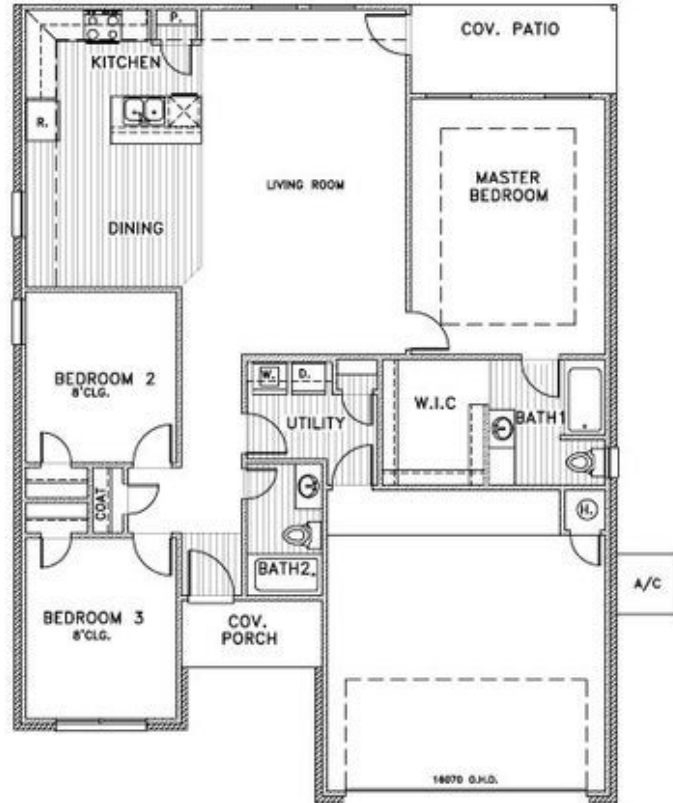 P.
COV. PATIO
KITCHEN
R.
LIVING ROOM
MASTER
BEDROOM
DINING
BEDROOM 2
8'CLG.
W.
D.
UTILITY
W.I.C
BATH1
COAT
H.
BATH2.
A/C
BEDROOM 3
8'CLG.
COV.
PORCH
16070 O.H.D.